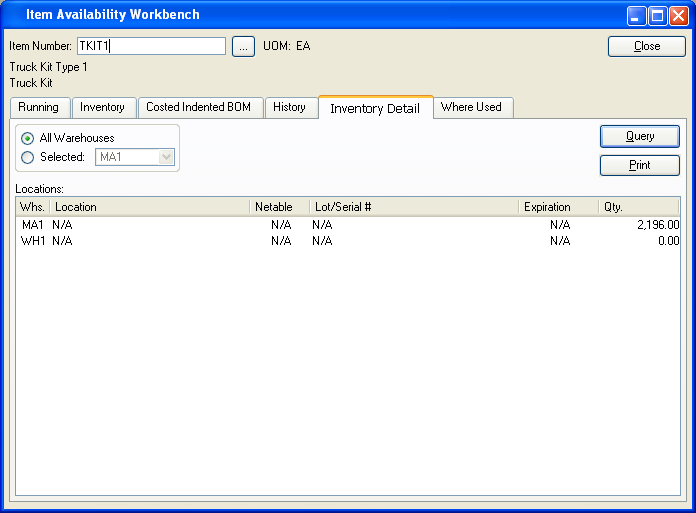 Item Availability Workbench
Item Number: TKIT1 ... UOM: EA Close
Truck Kit Type 1
Truck Kit
Running Inventory Costed Indented BOM History Inventory Detail Where Used
All Warehouses Query
Selected: MA1 Print
Locations:
Whs. Location Netable Lot/Serial # Expiration Qty.
MA1 N/A N/A N/A N/A 2,196.00
WH1 N/A N/A N/A N/A 0.00